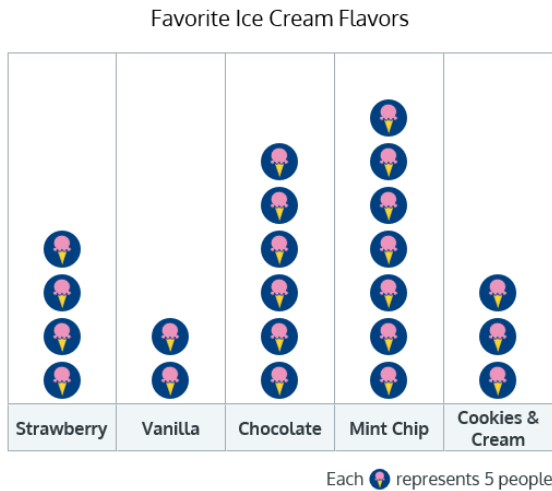 Favorite Ice Cream Flavors
Strawberry
Vanilla
Chocolate
Mint Chip
Cookies &
Cream
Each represents 5 people